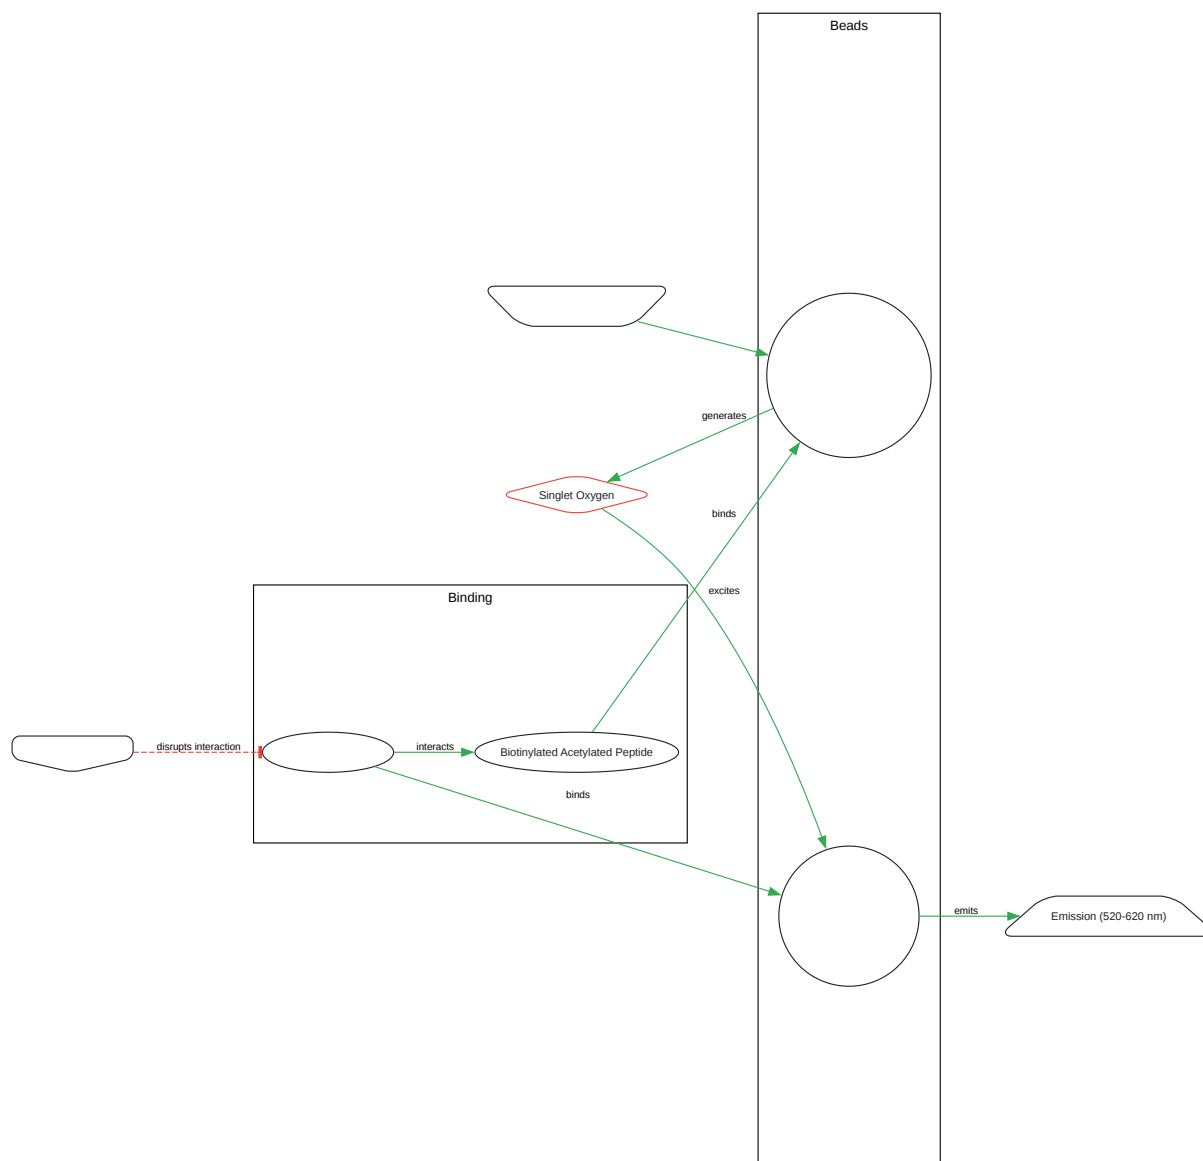 Beads
generates
Singlet Oxygen
binds
excites
Binding
disrupts interaction
interacts
Biotinylated Acetylated Peptide
binds
emits
Emission (520-620 nm)